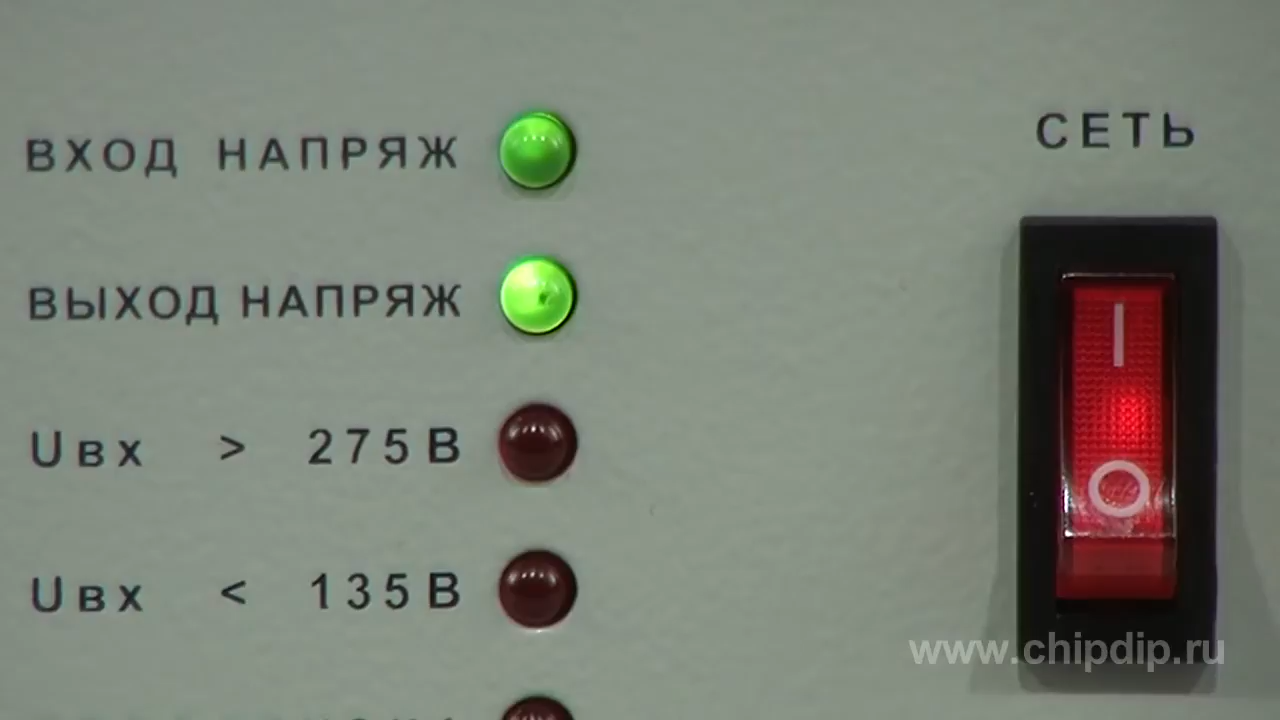 ВХОД НАПРЯЖ
СЕТЬ
ВЫХОД НАПРЯЖ
Uвх > 275В
Uвх < 135В
www.chipdip.ru